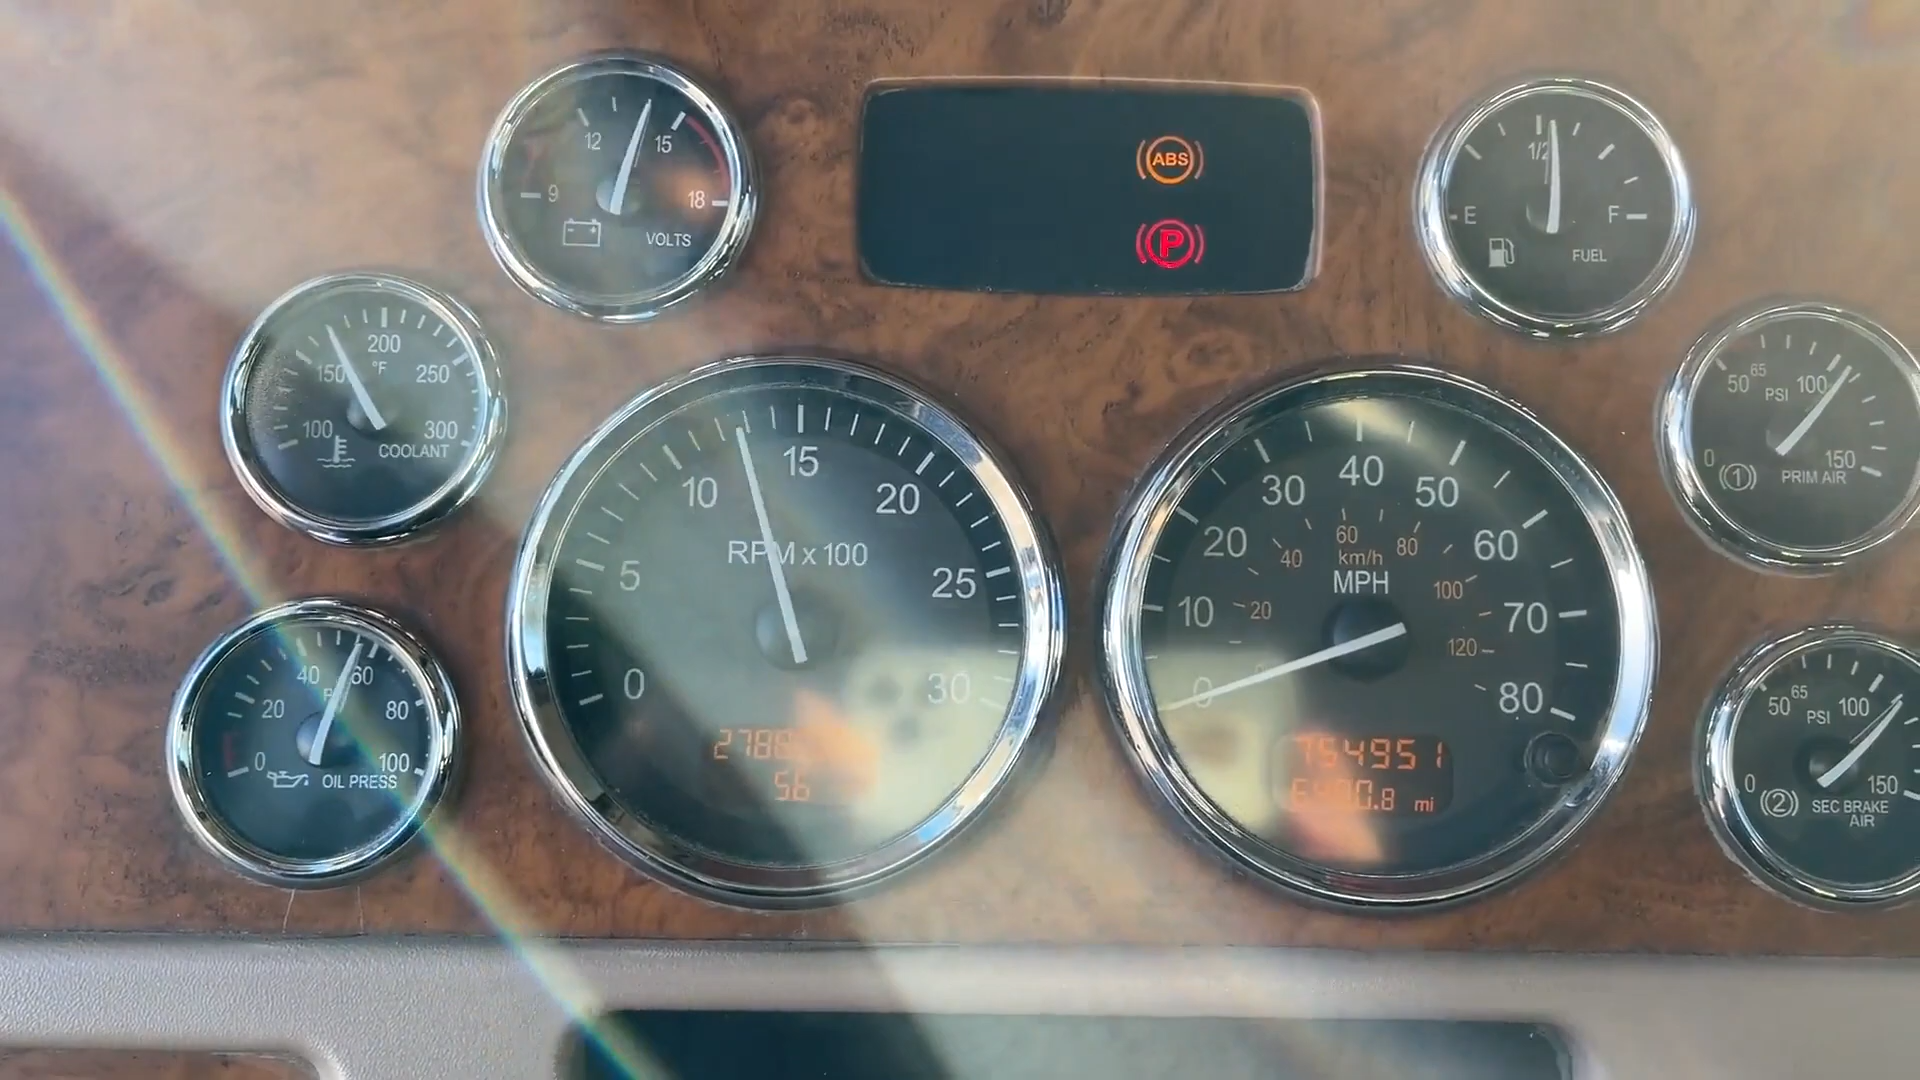 12
15
9
18
VOLTS
ABS
P
1/2
E
F
FUEL
200
°F
150
250
100
300
COOLANT
50
65
100
PSI
0
150
1
PRIM AIR
15
10
20
RPM x 100
5
25
0
30
56
40
30
50
60
80
20
60
km/h
40
MPH
100
10
20
70
120
0
80
754951
mi
40
60
20
80
0
100
OIL PRESS
50
65
100
PSI
0
150
2
SEC BRAKE
AIR